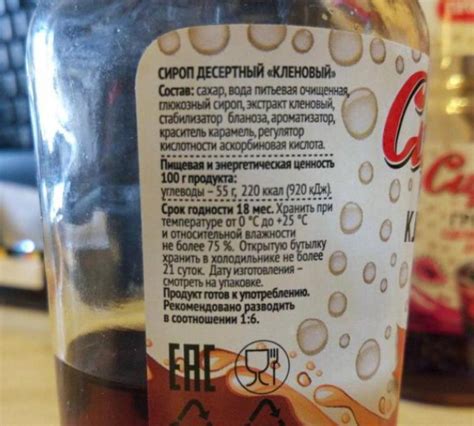 СИРОП ДЕСЕРТНЫЙ «КЛЕНОВЫЙ»
Состав: сахар, вода питьевая очищенная,
глюкозный сироп, экстракт кленовый,
стабилизатор бланоза, ароматизатор,
краситель карамель, регулятор
кислотности аскорбиновая кислота.
Пищевая и энергетическая ценность
100 г продукта:
углеводы – 55 г, 220 ккал (920 кДж).
Срок годности 18 мес. Хранить при
температуре от 0 °С до +25 °С
и относительной влажности
не более 75 %. Открытую бутылку
хранить в холодильнике не более
21 суток. Дата изготовления –
смотреть на упаковке.
Продукт готов к употреблению.
Рекомендовано разводить
в соотношении 1:6.
ЕАС